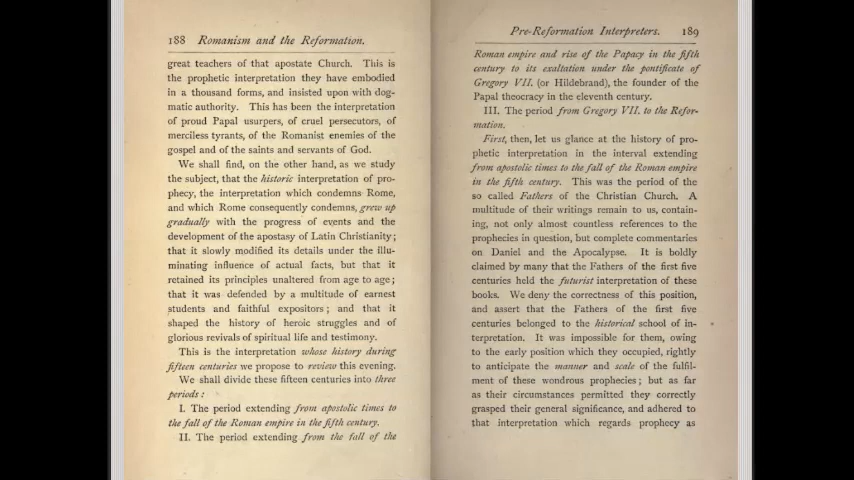 188 Romanism and the Reformation.
great teachers of that apostate Church. This is
the prophetic interpretation they have embodied
in a thousand forms, and insisted upon with dog-
matic authority. This has been the interpretation
of proud Papal usurpers, of cruel persecutors, of
merciless tyrants, of the Romanist enemies of the
gospel and of the saints and servants of God.
We shall find, on the other hand, as we study
the subject, that the historic interpretation of pro-
phecy, the interpretation which condemns Rome,
and which Rome consequently condemns, grew up
gradually with the progress of events and the
development of the apostasy of Latin Christianity;
that it slowly modified its details under the illu-
minating influence of actual facts, but that it
retained its principles unaltered from age to age;
that it was defended by a multitude of earnest
students and faithful expositors; and that it
shaped the history of heroic struggles and of
glorious revivals of spiritual life and testimony.
This is the interpretation whose history during
fifteen centuries we propose to review this evening.
We shall divide these fifteen centuries into three
periods:
I. The period extending from apostolic times to
the fall of the Roman empire in the fifth century.
II. The period extending from the fall of the
Pre-Reformation Interpreters. 189
Roman empire and rise of the Papacy in the fifth
century to its exaltation under the pontificate of
Gregory VII. (or Hildebrand), the founder of the
Papal theocracy in the eleventh century.
III. The period from Gregory VII. to the Refor-
mation.
First, then, let us glance at the history of pro-
phetic interpretation in the interval extending
from apostolic times to the fall of the Roman empire
in the fifth century. This was the period of the
so called Fathers of the Christian Church. A
multitude of their writings remain to us, contain-
ing, not only almost countless references to the
prophecies in question, but complete commentaries
on Daniel and the Apocalypse. It is boldly
claimed by many that the Fathers of the first five
centuries held the futurist interpretation of these
books. We deny the correctness of this position,
and assert that the Fathers of the first five
centuries belonged to the historical school of in-
terpretation. It was impossible for them, owing
to the early position which they occupied, rightly
to anticipate the manner and scale of the fulfil-
ment of these wondrous prophecies; but as far
as their circumstances permitted they correctly
grasped their general significance, and adhered to
that interpretation which regards prophecy as